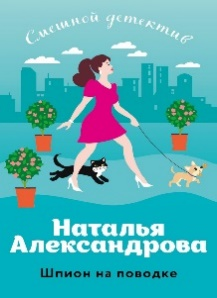 Смешной детектив
Наталья
Александрова
Шпион на поводке